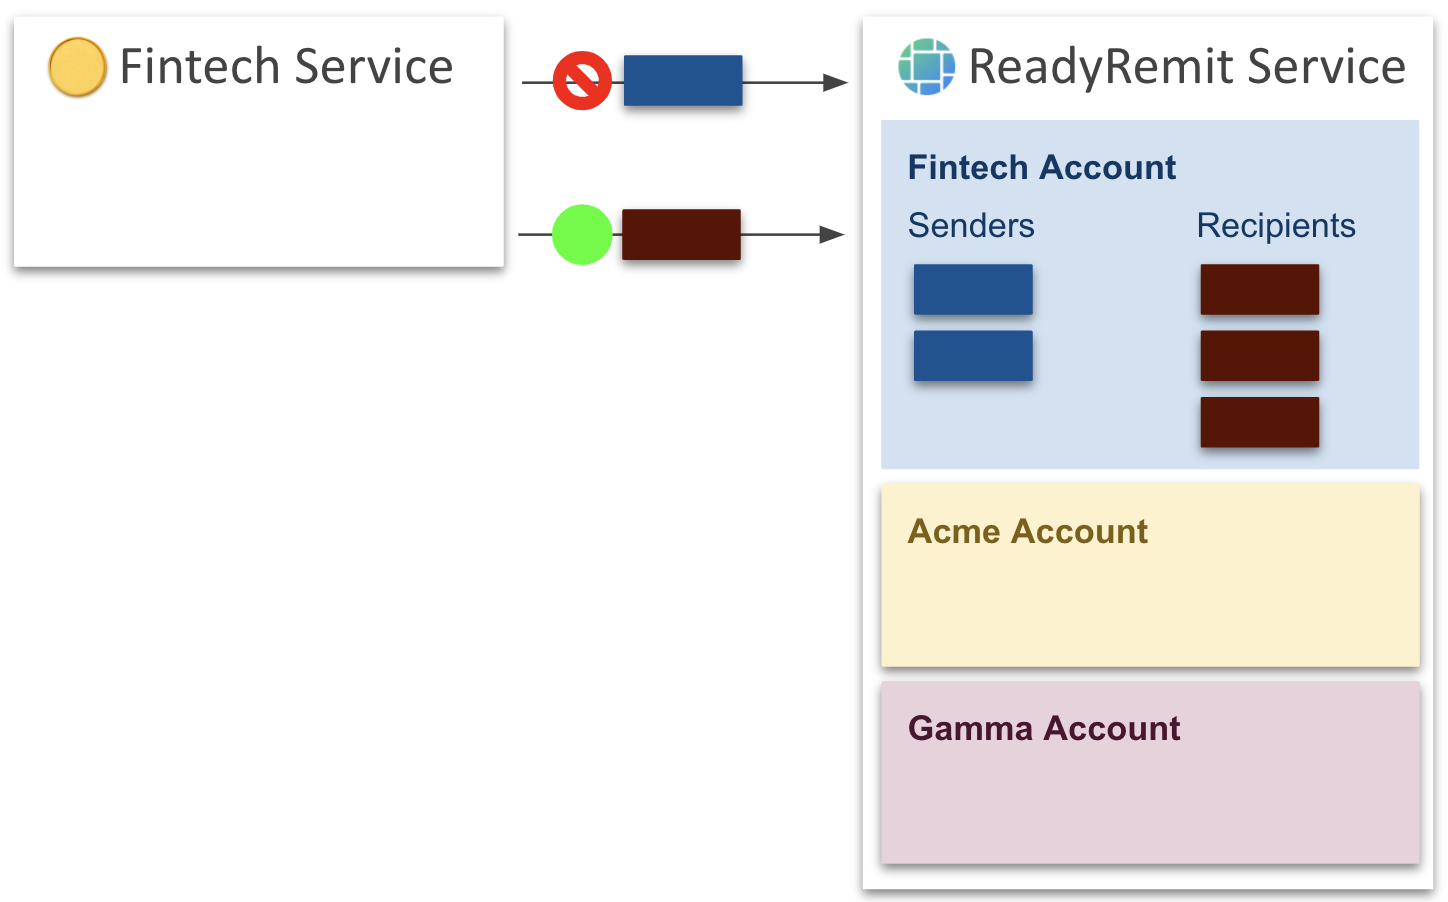 Fintech Service
ReadyRemit Service
Fintech Account
Senders
Recipients
Acme Account
Gamma Account